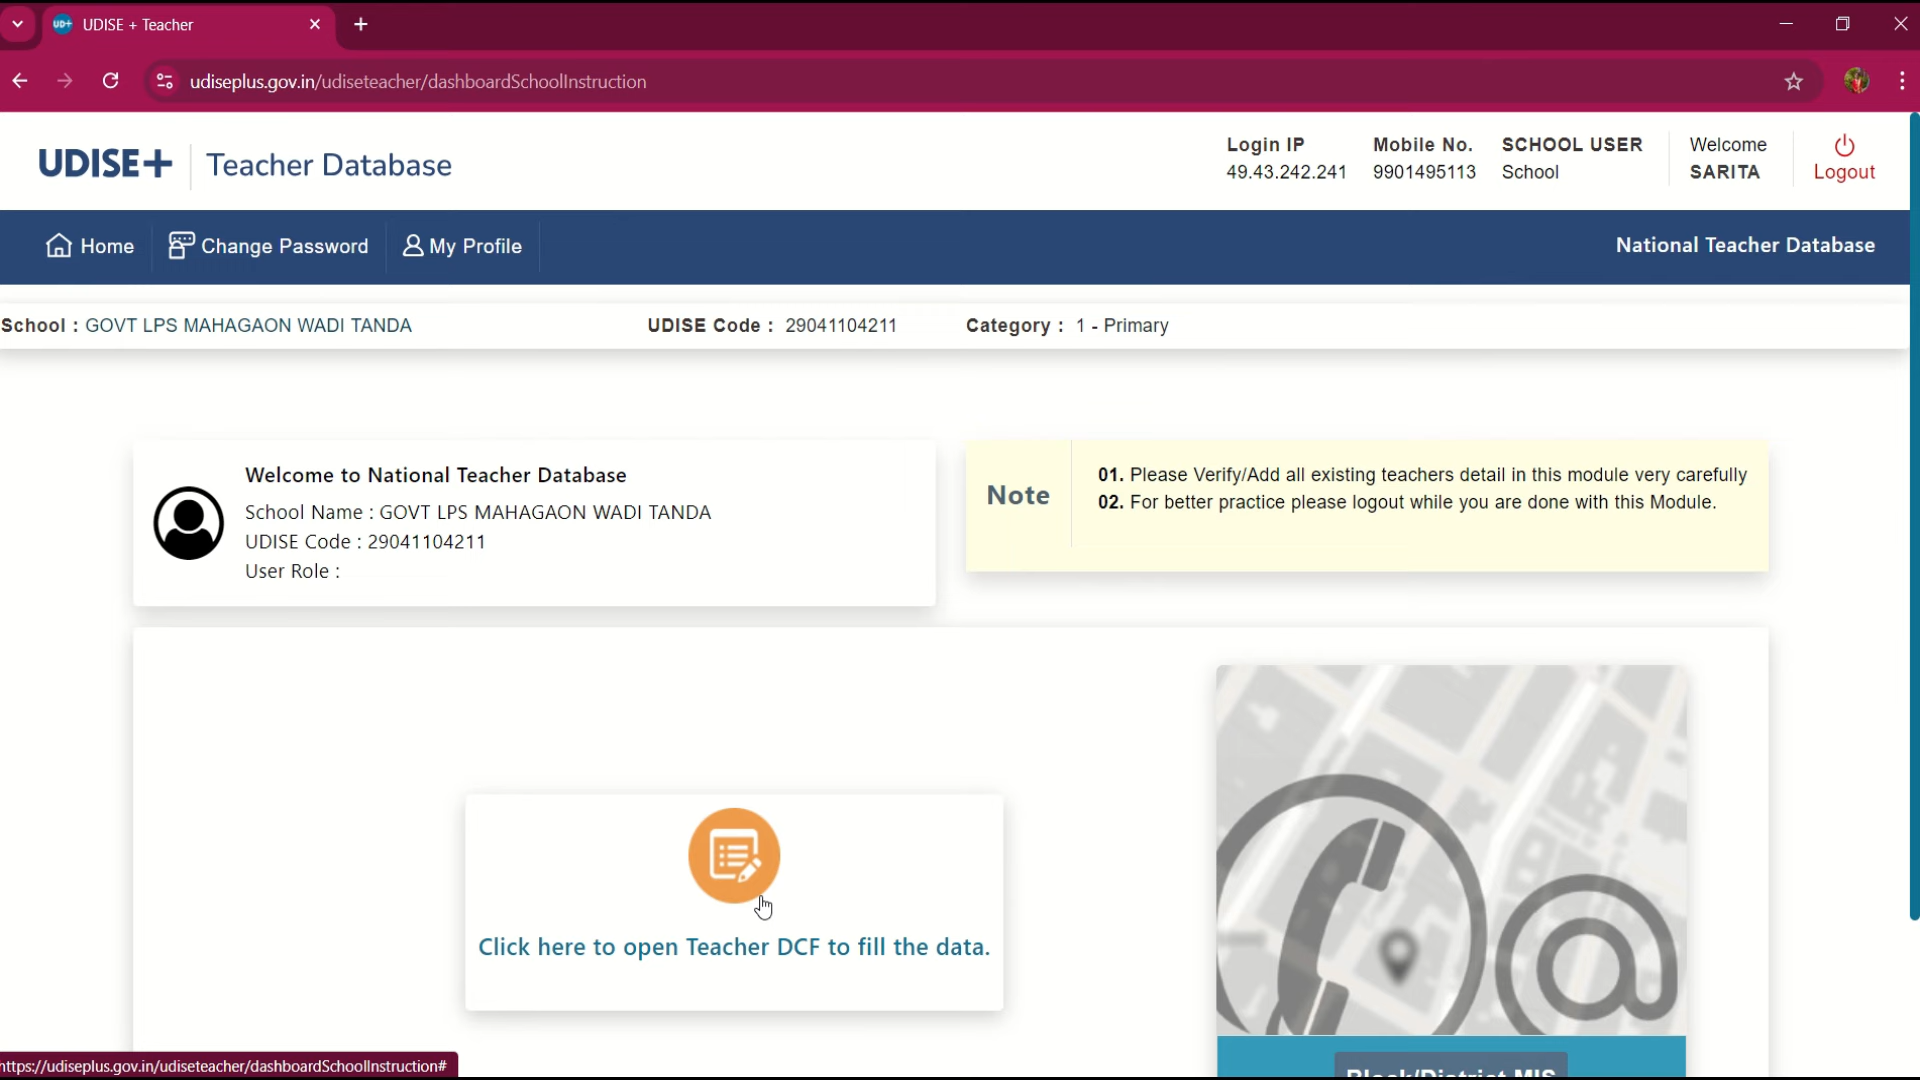 UDISE + Teacher
udiseplus.gov.in/udiseteacher/dashboardSchoolInstruction
UDISE+ Teacher Database
Login IP
49.43.242.241
Mobile No.
9901495113
SCHOOL USER
School
Welcome
SARITA
Logout
Home Change Password My Profile National Teacher Database
School : GOVT LPS MAHAGAON WADI TANDA UDISE Code : 29041104211 Category : 1 - Primary
Welcome to National Teacher Database
School Name : GOVT LPS MAHAGAON WADI TANDA
UDISE Code : 29041104211
User Role :
Note
01. Please Verify/Add all existing teachers detail in this module very carefully
02. For better practice please logout while you are done with this Module.
Click here to open Teacher DCF to fill the data.
Block/District MIS
https://udiseplus.gov.in/udiseteacher/dashboardSchoolInstruction#